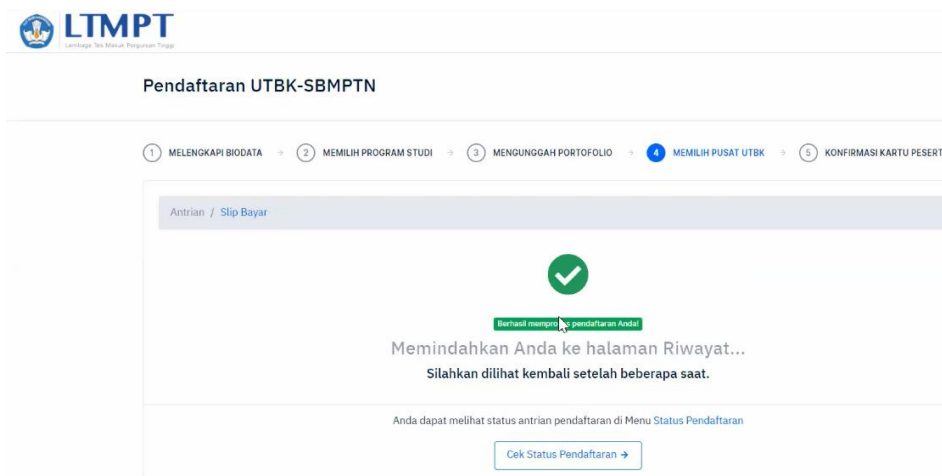 LTMPT
Lembaga Tes Masuk Perguruan Tinggi
Pendaftaran UTBK-SBMPTN
1 MELENGKAPI BIODATA → 2 MEMILIH PROGRAM STUDI → 3 MENGUNGGAH PORTOFOLIO → 4 MEMILIH PUSAT UTBK → 5 KONFIRMASI KARTU PESERT
Antrian / Slip Bayar
Berhasil memproses pendaftaran Anda!
Memindahkan Anda ke halaman Riwayat...
Silahkan dilihat kembali setelah beberapa saat.
Anda dapat melihat status antrian pendaftaran di Menu Status Pendaftaran
Cek Status Pendaftaran →